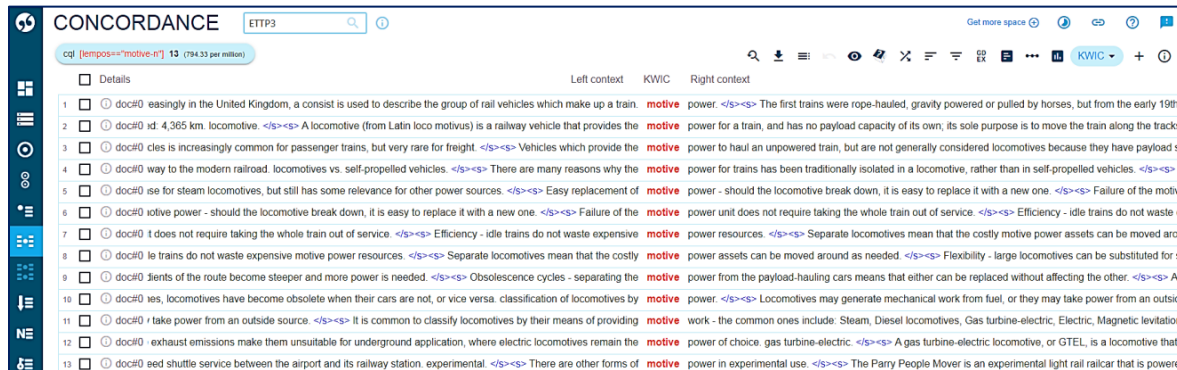 CONCORDANCE ETTP3 Get more space
cql [lempos=="motive-n"] 13 (794.33 per million) GD EX KWIC +
Details Left context KWIC Right context
1 doc#0 easingly in the United Kingdom, a consist is used to describe the group of rail vehicles which make up a train. motive power. </s><s> The first trains were rope-hauled, gravity powered or pulled by horses, but from the early 19th
2 doc#0 4,365 km. locomotive. </s><s> A locomotive (from Latin loco motivus) is a railway vehicle that provides the motive power for a train, and has no payload capacity of its own; its sole purpose is to move the train along the tracks
3 doc#0 cles is increasingly common for passenger trains, but very rare for freight. </s><s> Vehicles which provide the motive power to haul an unpowered train, but are not generally considered locomotives because they have payload s
4 doc#0 way to the modern railroad. locomotives vs. self-propelled vehicles. </s><s> There are many reasons why the motive power for trains has been traditionally isolated in a locomotive, rather than in self-propelled vehicles. </s><s>
5 doc#0 se for steam locomotives, but still has some relevance for other power sources. </s><s> Easy replacement of motive power - should the locomotive break down, it is easy to replace it with a new one. </s><s> Failure of the motiv
6 doc#0 otive power - should the locomotive break down, it is easy to replace it with a new one. </s><s> Failure of the motive power unit does not require taking the whole train out of service. </s><s> Efficiency - idle trains do not waste
7 doc#0 t does not require taking the whole train out of service. </s><s> Efficiency - idle trains do not waste expensive motive power resources. </s><s> Separate locomotives mean that the costly motive power assets can be moved aro
8 doc#0 le trains do not waste expensive motive power resources. </s><s> Separate locomotives mean that the costly motive power assets can be moved around as needed. </s><s> Flexibility - large locomotives can be substituted for
9 doc#0 dients of the route become steeper and more power is needed. </s><s> Obsolescence cycles - separating the motive power from the payload-hauling cars means that either can be replaced without affecting the other. </s><s> A
10 doc#0 es, locomotives have become obsolete when their cars are not, or vice versa. classification of locomotives by motive power. </s><s> Locomotives may generate mechanical work from fuel, or they may take power from an outsid
11 doc#0 take power from an outside source. </s><s> It is common to classify locomotives by their means of providing motive work - the common ones include: Steam, Diesel locomotives, Gas turbine-electric, Electric, Magnetic levitation
12 doc#0 exhaust emissions make them unsuitable for underground application, where electric locomotives remain the motive power of choice. gas turbine-electric. </s><s> A gas turbine-electric locomotive, or GTEL, is a locomotive that
13 doc#0 eed shuttle service between the airport and its railway station. experimental. </s><s> There are other forms of motive power in experimental use. </s><s> The Parry People Mover is an experimental light rail railcar that is powere